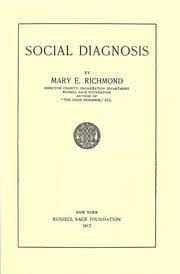 SOCIAL DIAGNOSIS
BY
MARY E. RICHMOND
DIRECTOR CHARITY ORGANIZATION DEPARTMENT
RUSSELL SAGE FOUNDATION
AUTHOR OF
"THE GOOD NEIGHBOR," ETC.
NEW YORK
RUSSELL SAGE FOUNDATION
1917